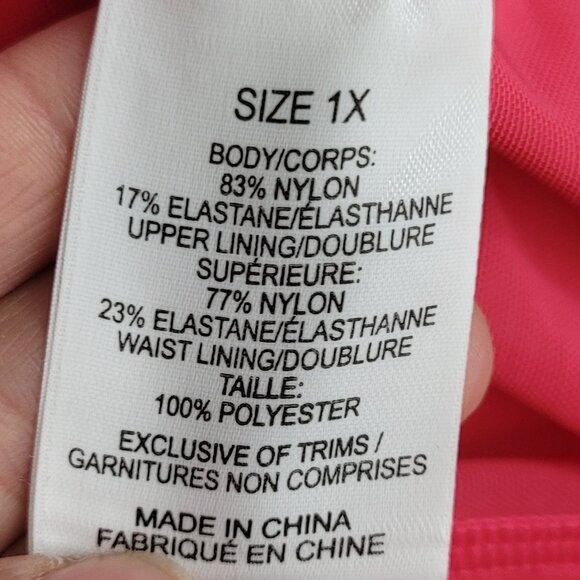 SIZE 1X
BODY/CORPS:
83% NYLON
17% ELASTANE/ÉLASTHANNE
UPPER LINING/DOUBLURE
SUPÉRIEURE:
77% NYLON
23% ELASTANE/ÉLASTHANNE
WAIST LINING/DOUBLURE
TAILLE:
100% POLYESTER
EXCLUSIVE OF TRIMS /
GARNITURES NON COMPRISES
MADE IN CHINA
FABRIQUÉ EN CHINE